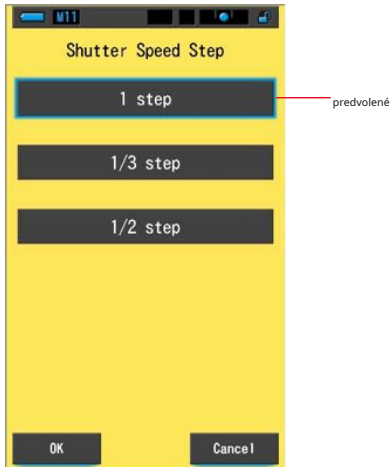 M11
Shutter Speed Step
1 step
predvolené
1/3 step
1/2 step
OK
Cancel